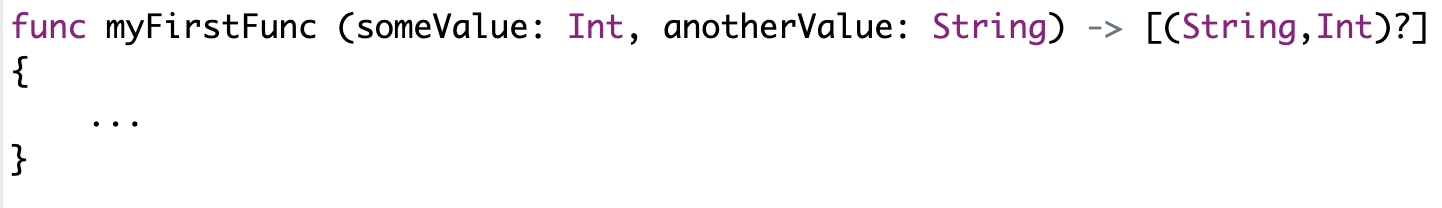 func myFirstFunc (someValue: Int, anotherValue: String) -> [(String,Int)?]
{
    ...
}